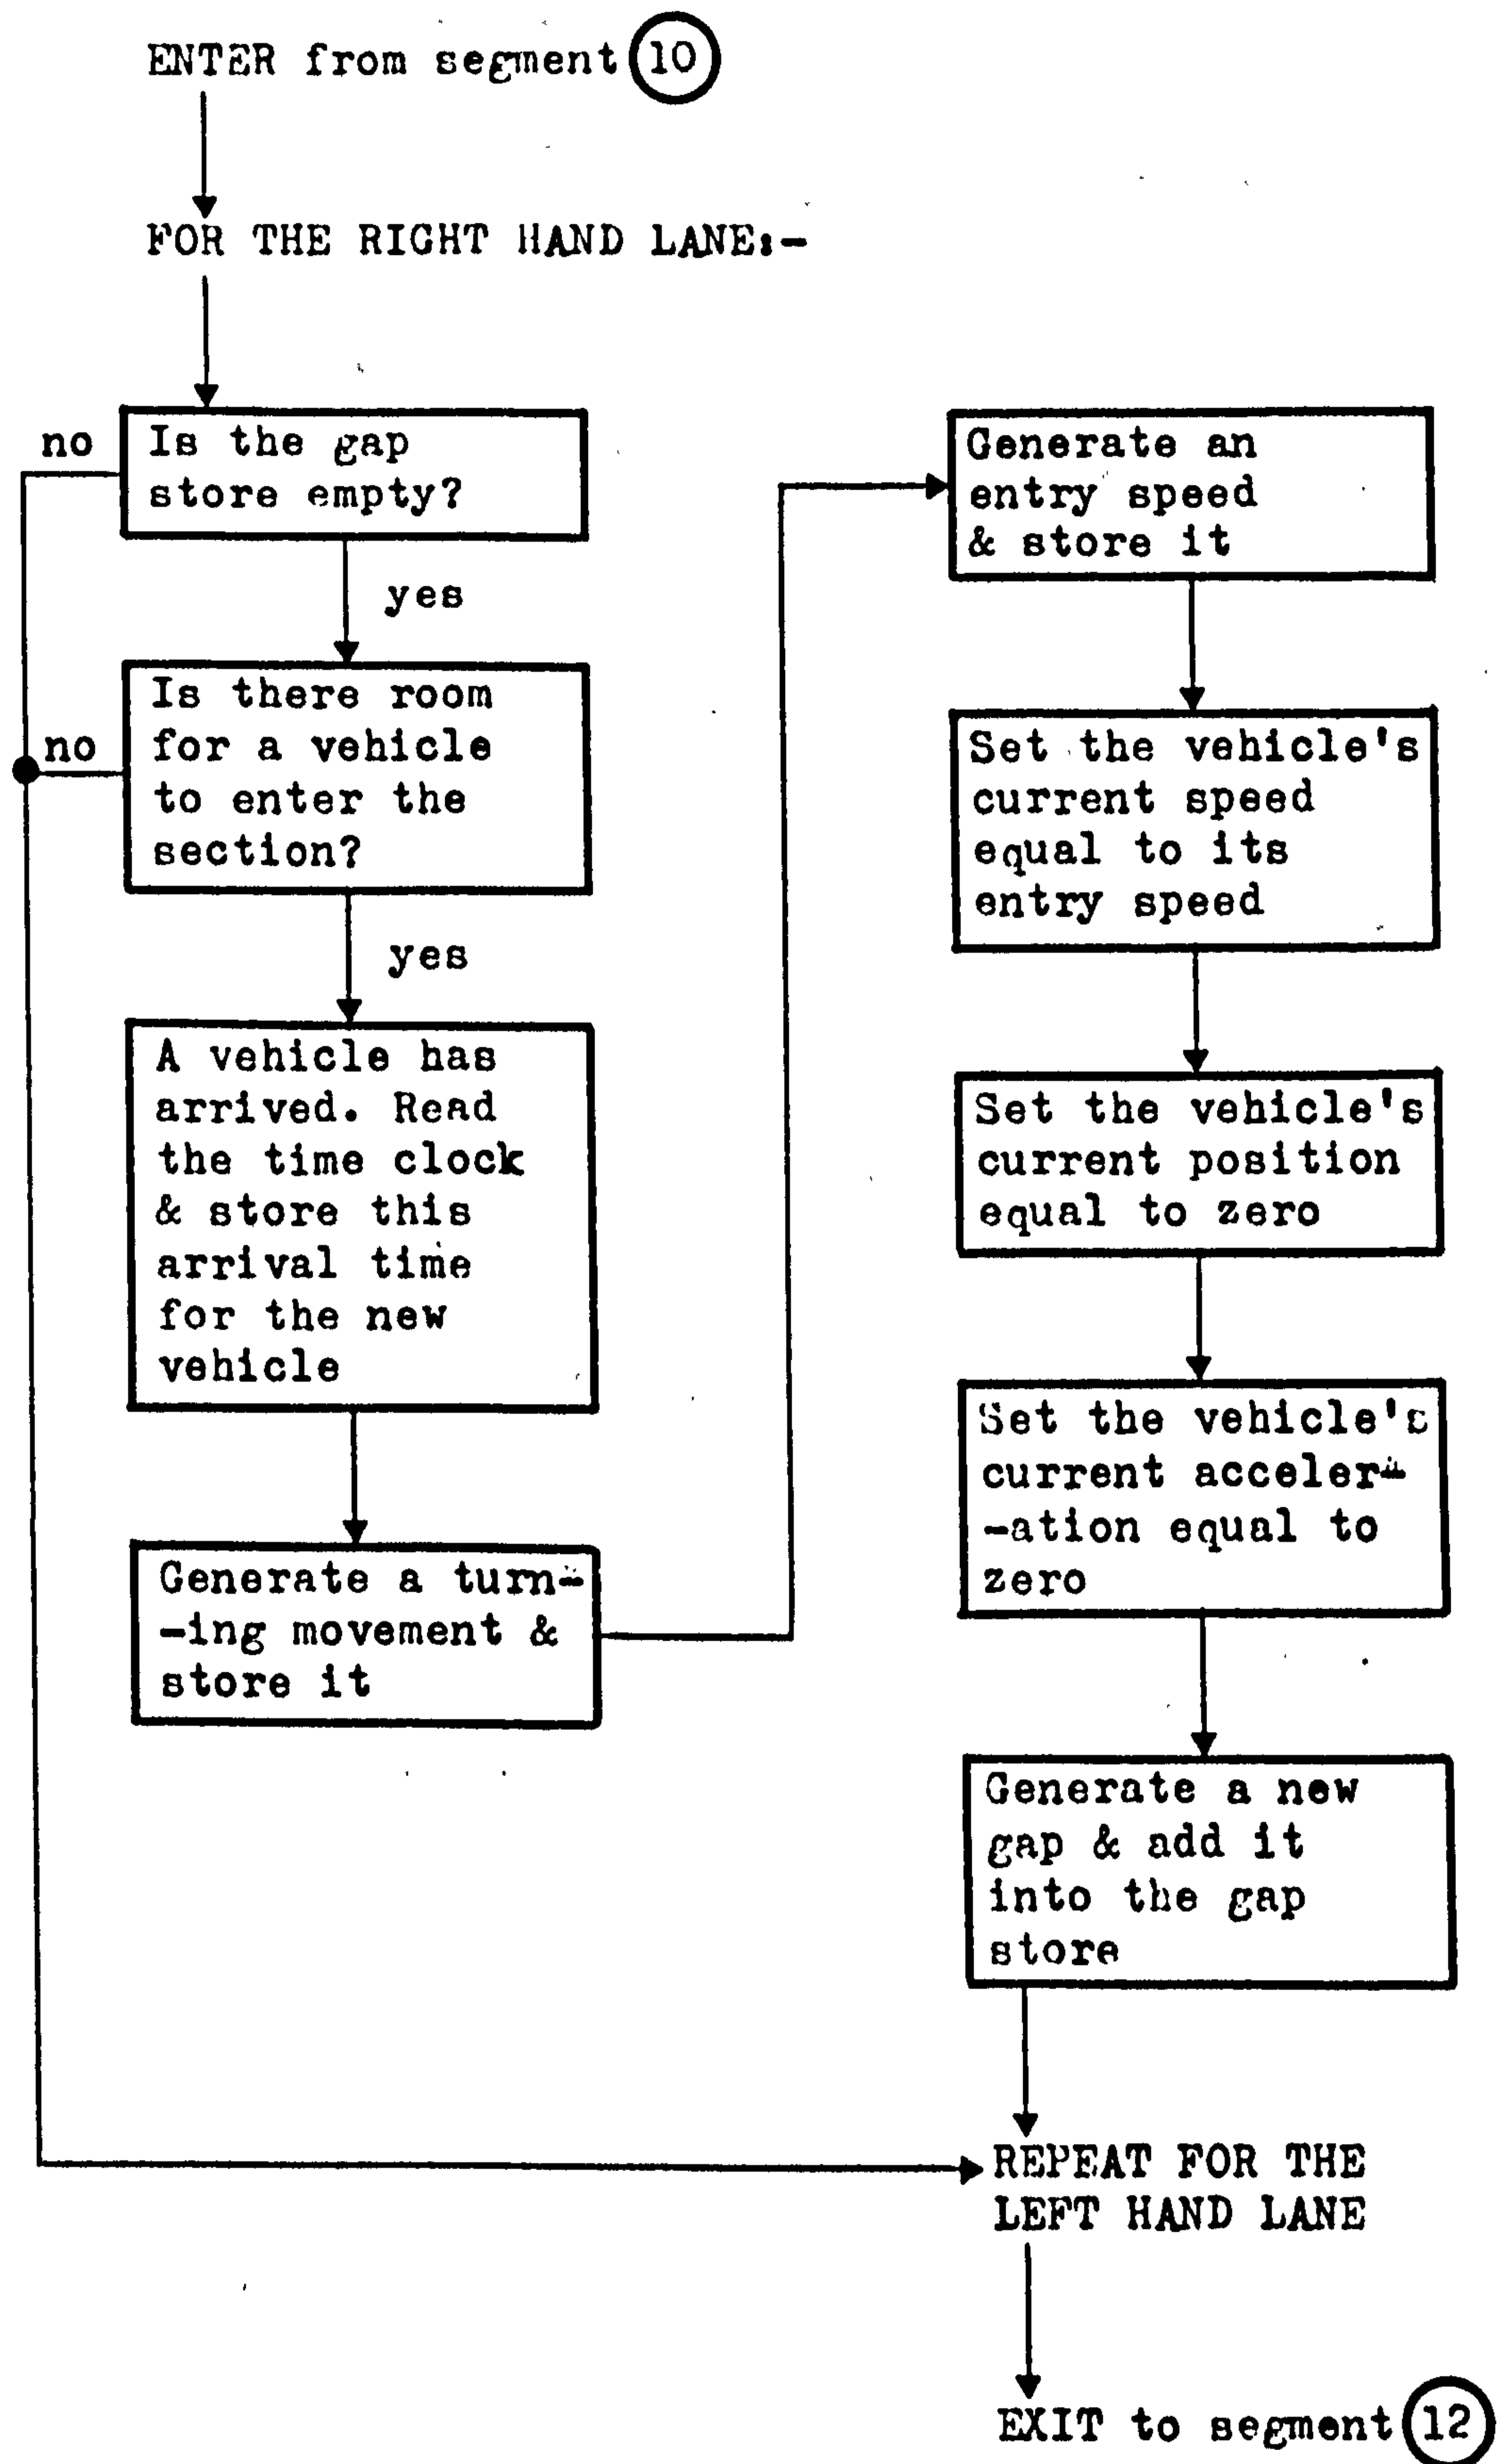 ENTER from segment 10
FOR THE RIGHT HAND LANE:-
no
Is the gap
store empty?
yes
no
Is there room
for a vehicle
to enter the
section?
yes
A vehicle has
arrived. Read
the time clock
& store this
arrival time
for the new
vehicle
Generate a turn-
-ing movement &
store it
Generate an
entry speed
& store it
Set the vehicle's
current speed
equal to its
entry speed
Set the vehicle's
current position
equal to zero
Set the vehicle's
current acceler-
-ation equal to
zero
Generate a new
gap & add it
into the gap
store
REPEAT FOR THE
LEFT HAND LANE
EXIT to segment 12